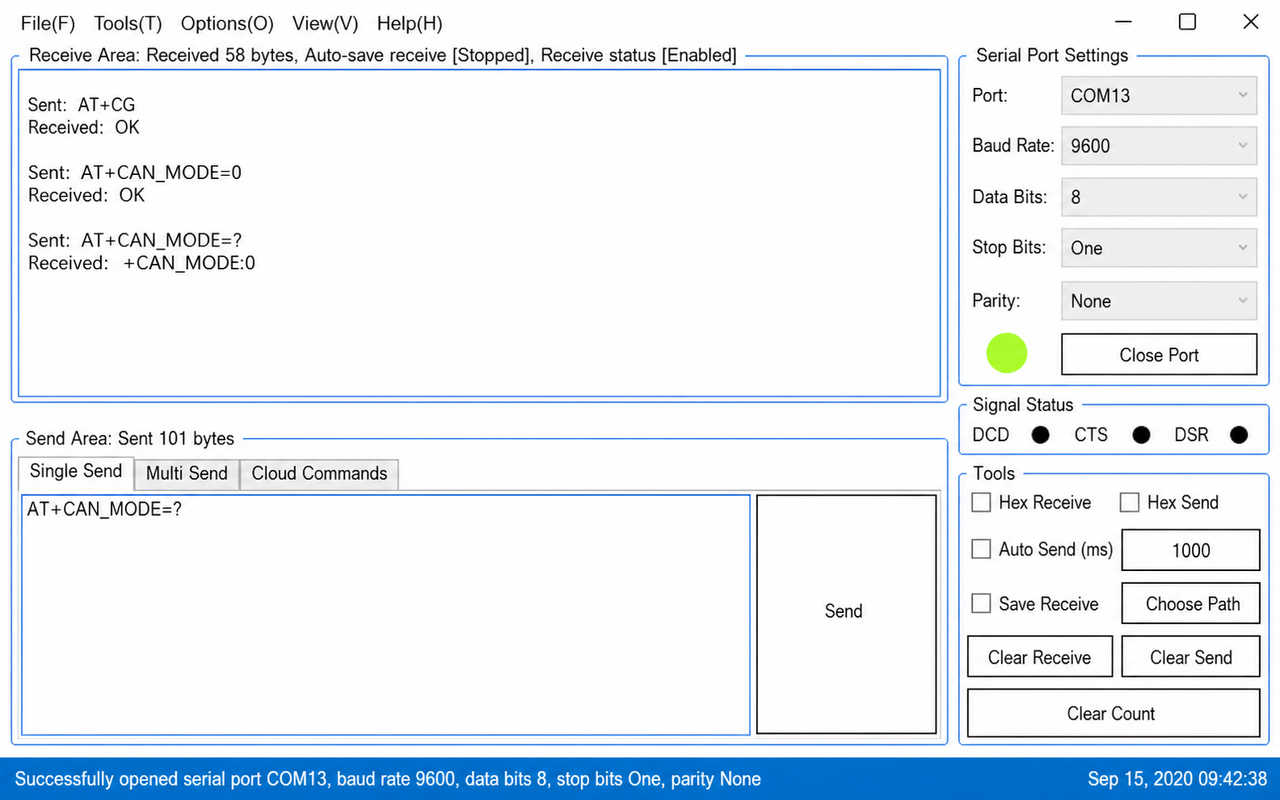 File(F) Tools(T) Options(O) View(V) Help(H)
Receive Area: Received 58 bytes, Auto-save receive [Stopped], Receive status [Enabled]
Sent: AT+CG
Received: OK
Sent: AT+CAN_MODE=0
Received: OK
Sent: AT+CAN_MODE=?
Received: +CAN_MODE:0
Send Area: Sent 101 bytes
Single Send Multi Send Cloud Commands
AT+CAN_MODE=?
Send
Serial Port Settings
Port: COM13
Baud Rate: 9600
Data Bits: 8
Stop Bits: One
Parity: None
Close Port
Signal Status
DCD CTS DSR
Tools
Hex Receive Hex Send
Auto Send (ms) 1000
Save Receive Choose Path
Clear Receive Clear Send
Clear Count
Successfully opened serial port COM13, baud rate 9600, data bits 8, stop bits One, parity None Sep 15, 2020 09:42:38